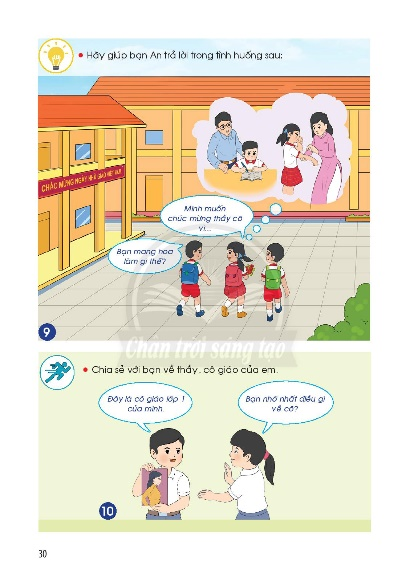 Hãy giúp bạn An trả lời trong tình huống sau:
CHÀO MỪNG NGÀY NHÀ GIÁO VIỆT NAM
Mình muốn
chúc mừng thầy cô
vì...
Bạn mang hoa
làm gì thế?
9
Chân trời sáng tạo
Chia sẻ với bạn về thầy, cô giáo của em.
Đây là cô giáo lớp 1
của mình.
Bạn nhớ nhất điều gì
về cô?
10
30